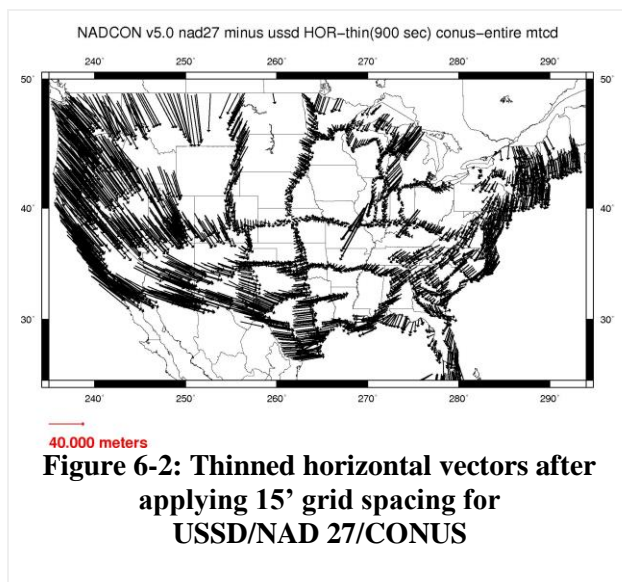 NADCON v5.0 nad27 minus ussd HOR−thin(900 sec) conus−entire mtcd
240˚ 250˚ 260˚ 270˚ 280˚ 290˚
50˚ 50˚
40˚ 40˚
30˚ 30˚
240˚ 250˚ 260˚ 270˚ 280˚ 290˚
40.000 meters
Figure 6-2: Thinned horizontal vectors after
applying 15’ grid spacing for
USSD/NAD 27/CONUS